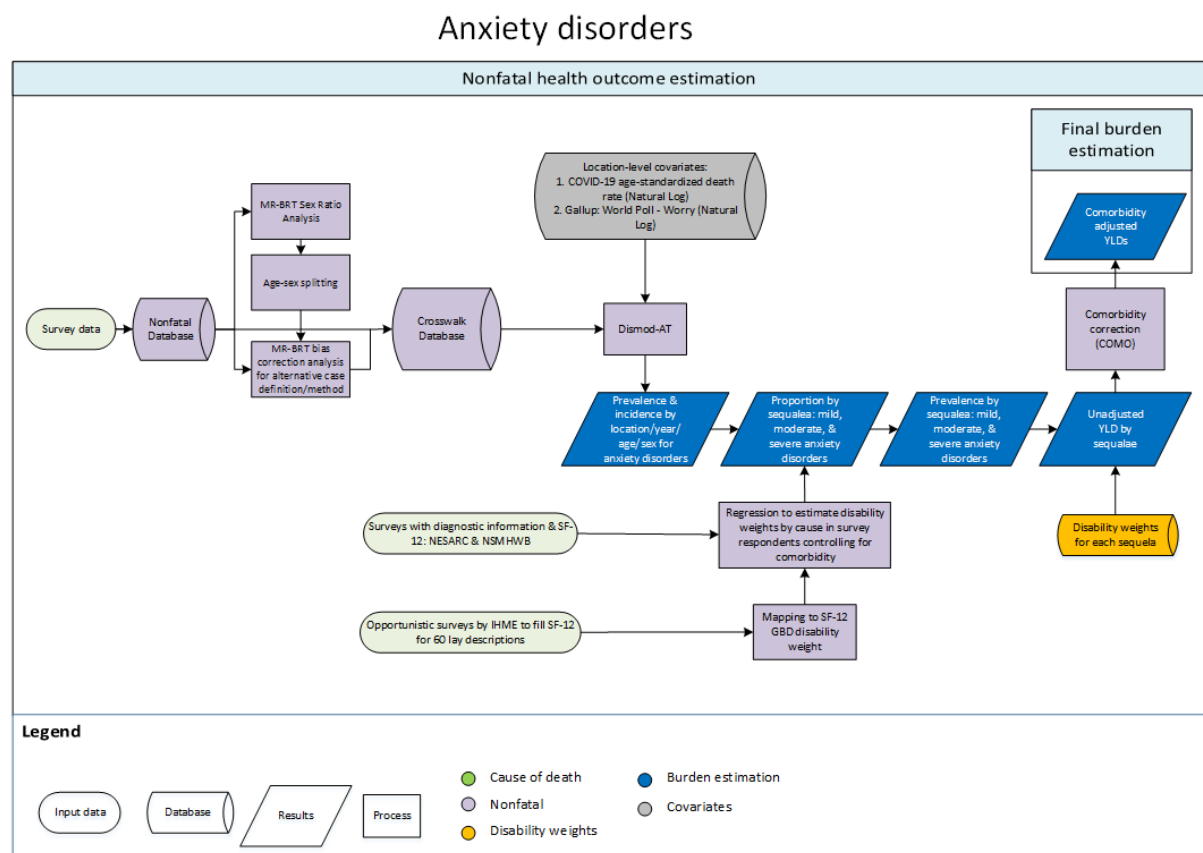 Anxiety disorders
Nonfatal health outcome estimation
Final burden
estimation
Location-level covariates:
1. COVID-19 age-standardized death
rate (Natural Log)
2. Gallup: World Poll - Worry (Natural
Log)
MR-BRT Sex Ratio
Analysis
Comorbidity
adjusted
YLDs
Age-sex splitting
Survey data
Nonfatal
Database
Crosswalk
Database
Dismod-AT
Comorbidity
correction
(COMO)
MR-BRT bias
correction analysis
for alternative case
definition/method
Prevalence &
incidence by
location/year/
age/sex for
anxiety disorders
Proportion by
sequalea: mild,
moderate, &
severe anxiety
disorders
Prevalence by
sequalea: mild,
moderate, &
severe anxiety
disorders
Unadjusted
YLD by
sequalae
Surveys with diagnostic information & SF-
12: NESARC & NSMHWB
Regression to estimate disability
weights by cause in survey
respondents controlling for
comorbidity
Disability weights
for each sequela
Opportunistic surveys by IHME to fill SF-12
for 60 lay descriptions
Mapping to SF-12
GBD disability
weight
Legend
Input data
Database
Results
Process
Cause of death
Nonfatal
Disability weights
Burden estimation
Covariates